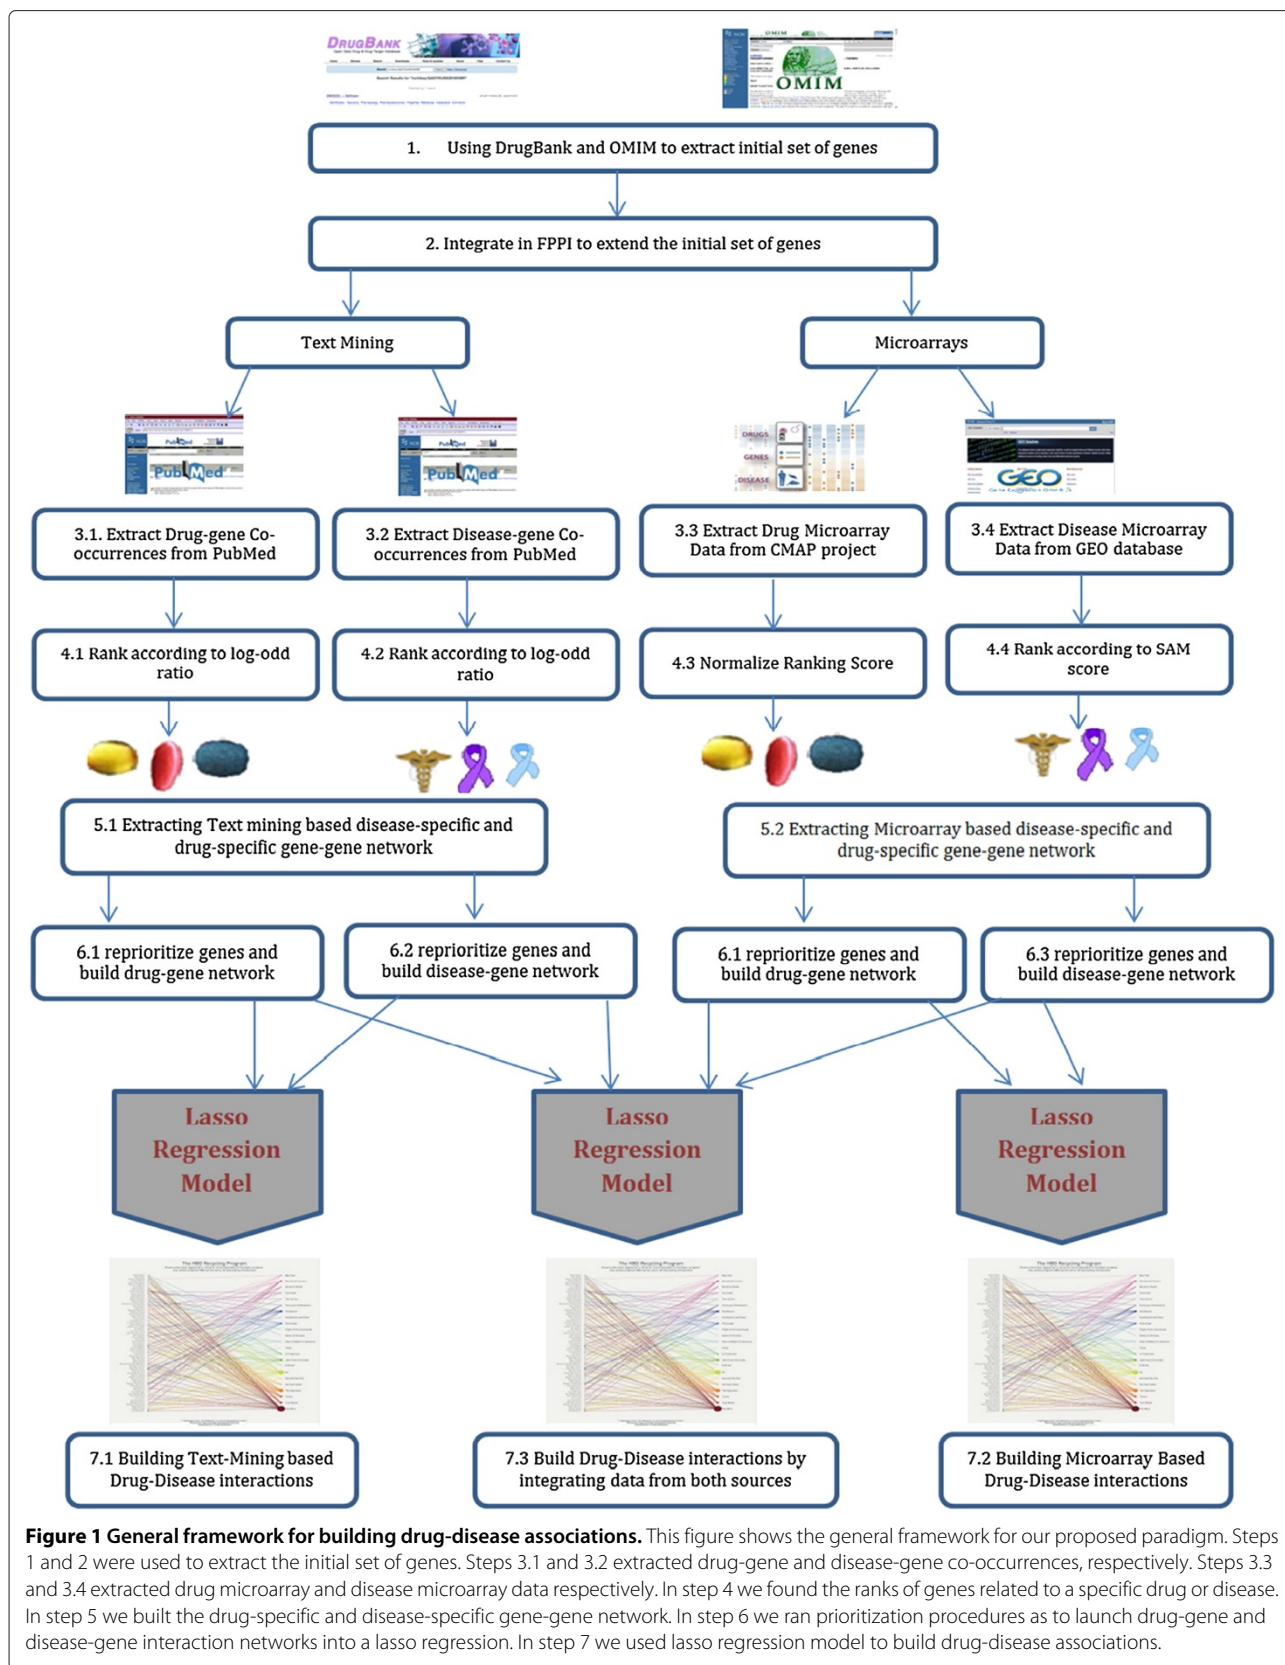 DRUGBANK
OMIM
1. Using DrugBank and OMIM to extract initial set of genes
2. Integrate in FPPI to extend the initial set of genes
Text Mining
Microarrays
PubMed
PubMed
PubMed
PubMed
DRUGS
GENES
DISEASE
GEO
3.1. Extract Drug-gene Co-
occurrences from PubMed
3.2 Extract Disease-gene Co-
occurrences from PubMed
3.3 Extract Drug Microarray
Data from CMAP project
3.4 Extract Disease Microarray
Data from GEO database
4.1 Rank according to log-odd
ratio
4.2 Rank according to log-odd
ratio
4.3 Normalize Ranking Score
4.4 Rank according to SAM
score
5.1 Extracting Text mining based disease-specific and
drug-specific gene-gene network
5.2 Extracting Microarray based disease-specific and
drug-specific gene-gene network
6.1 reprioritize genes and
build drug-gene network
6.2 reprioritize genes and
build disease-gene network
6.1 reprioritize genes and
build drug-gene network
6.3 reprioritize genes and
build disease-gene network
Lasso
Regression
Model
Lasso
Regression
Model
Lasso
Regression
Model
The HBO Recycling Program
The HBO Recycling Program
The HBO Recycling Program
7.1 Building Text-Mining based
Drug-Disease interactions
7.3 Build Drug-Disease interactions by
integrating data from both sources
7.2 Building Microarray Based
Drug-Disease interactions
Figure 1 General framework for building drug-disease associations. This figure shows the general framework for our proposed paradigm. Steps
1 and 2 were used to extract the initial set of genes. Steps 3.1 and 3.2 extracted drug-gene and disease-gene co-occurrences, respectively. Steps 3.3
and 3.4 extracted drug microarray and disease microarray data respectively. In step 4 we found the ranks of genes related to a specific drug or disease.
In step 5 we built the drug-specific and disease-specific gene-gene network. In step 6 we ran prioritization procedures as to launch drug-gene and
disease-gene interaction networks into a lasso regression. In step 7 we used lasso regression model to build drug-disease associations.